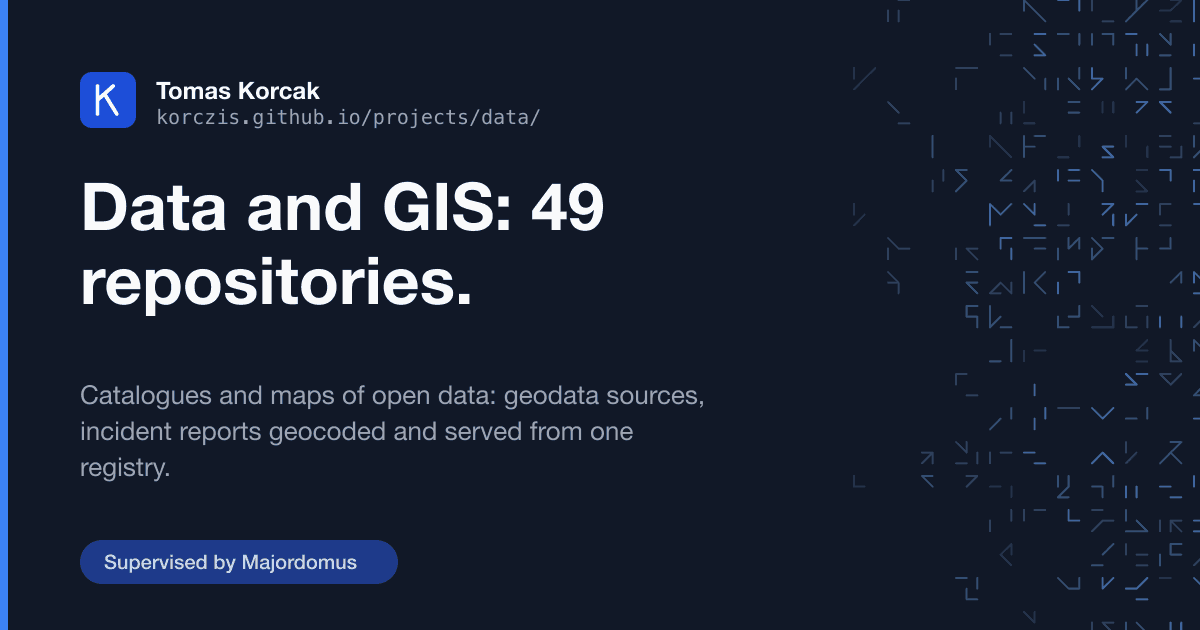 K
Tomas Korcak
korczis.github.io/projects/data/
Data and GIS: 49
repositories.
Catalogues and maps of open data: geodata sources,
incident reports geocoded and served from one
registry.
Supervised by Majordomus